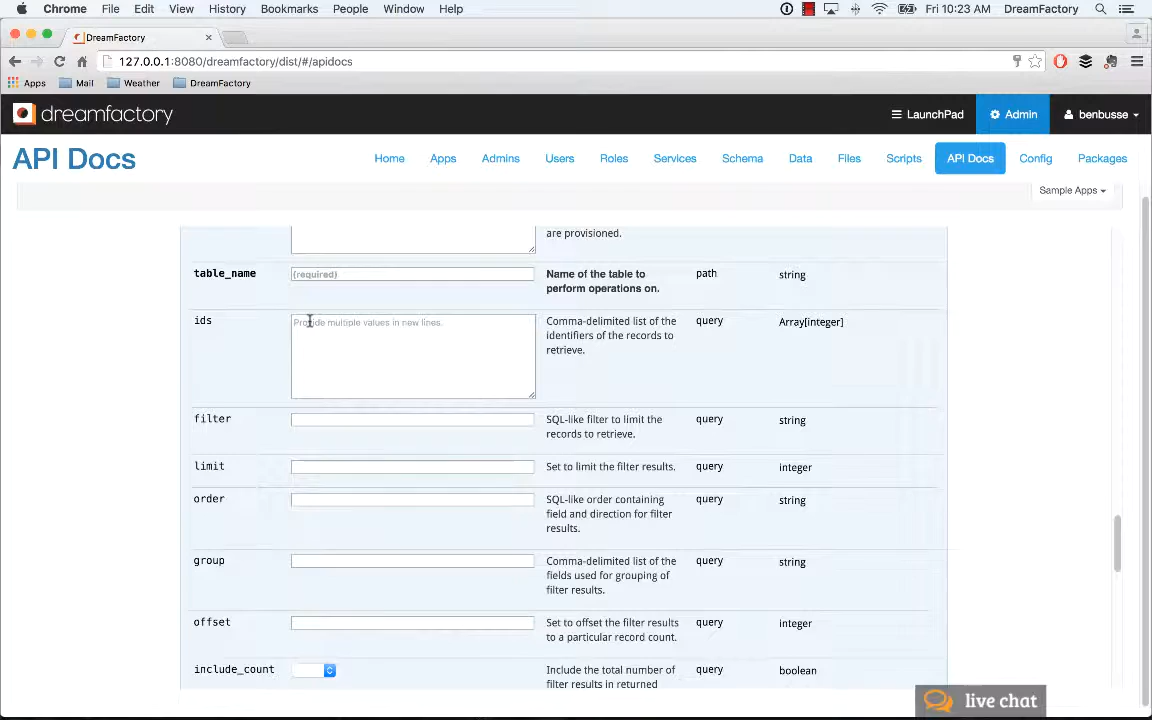 Chrome File Edit View History Bookmarks People Window Help Fri 10:23 AM DreamFactory
DreamFactory
127.0.0.1:8080/dreamfactory/dist/#/apidocs
Apps Mail Weather DreamFactory
dreamfactory LaunchPad Admin benbusse
API Docs Home Apps Admins Users Roles Services Schema Data Files Scripts API Docs Config Packages
Sample Apps
are provisioned.
table_name (required) Name of the table to path string
perform operations on.
ids Provide multiple values in new lines. Comma-delimited list of the query Array[integer]
identifiers of the records to
retrieve.
filter SQL-like filter to limit the query string
records to retrieve.
limit Set to limit the filter results. query integer
order SQL-like order containing query string
field and direction for filter
results.
group Comma-delimited list of the query string
fields used for grouping of
filter results.
offset Set to offset the filter results query integer
to a particular record count.
include_count Include the total number of query boolean
filter results in returned
live chat